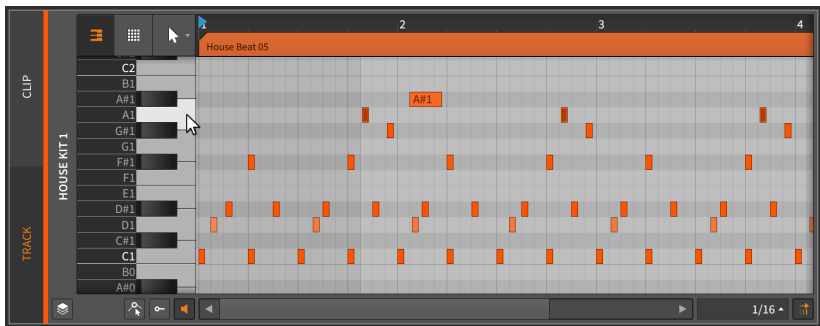 1 2 3 4
House Beat 05
CLIP
TRACK
HOUSE KIT 1
C2
B1
A#1
A#1
A1
G#1
G1
F#1
F1
E1
D#1
D1
C#1
C1
B0
A#0
1/16